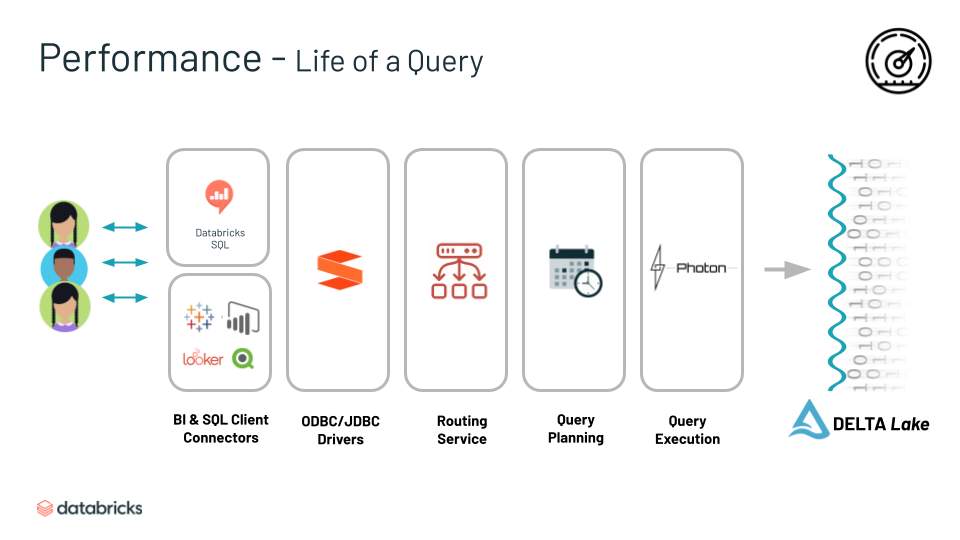 Performance - Life of a Query
Databricks
SQL
looker
Photon
BI & SQL Client
Connectors
ODBC/JDBC
Drivers
Routing
Service
Query
Planning
Query
Execution
DELTA Lake
databricks